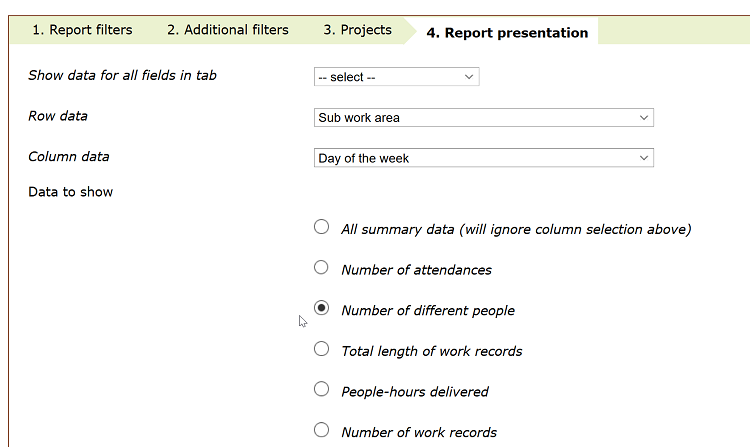 1. Report filters 2. Additional filters 3. Projects 4. Report presentation
Show data for all fields in tab -- select --
Row data Sub work area
Column data Day of the week
Data to show
All summary data (will ignore column selection above)
Number of attendances
Number of different people
Total length of work records
People-hours delivered
Number of work records